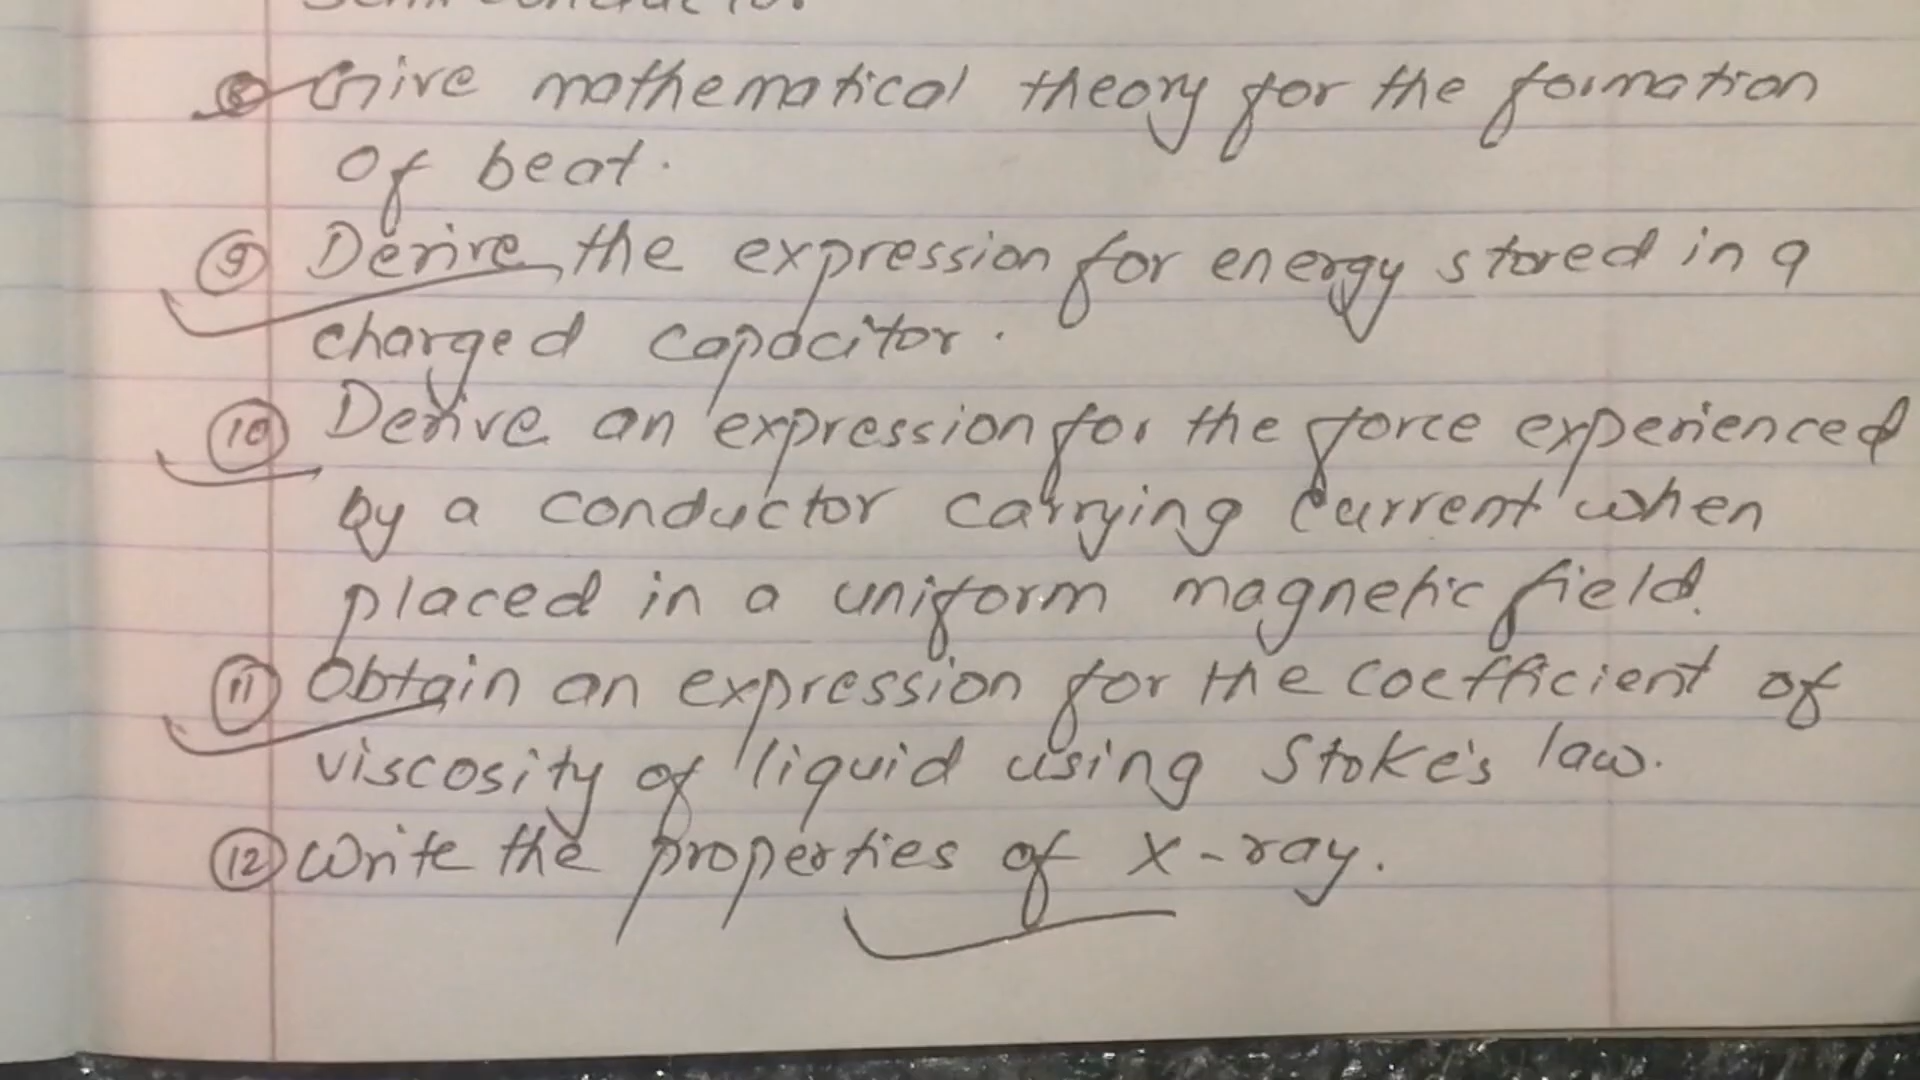 Semiconductor.
⑧ Give mathematical theory for the formation
of beat.
⑨ Derive the expression for energy stored in a
charged capacitor.
⑩ Derive an expression for the force experienced
by a conductor carrying current when
placed in a uniform magnetic field.
⑪ Obtain an expression for the coefficient of
viscosity of liquid using Stoke's law.
⑫ Write the properties of X-ray.